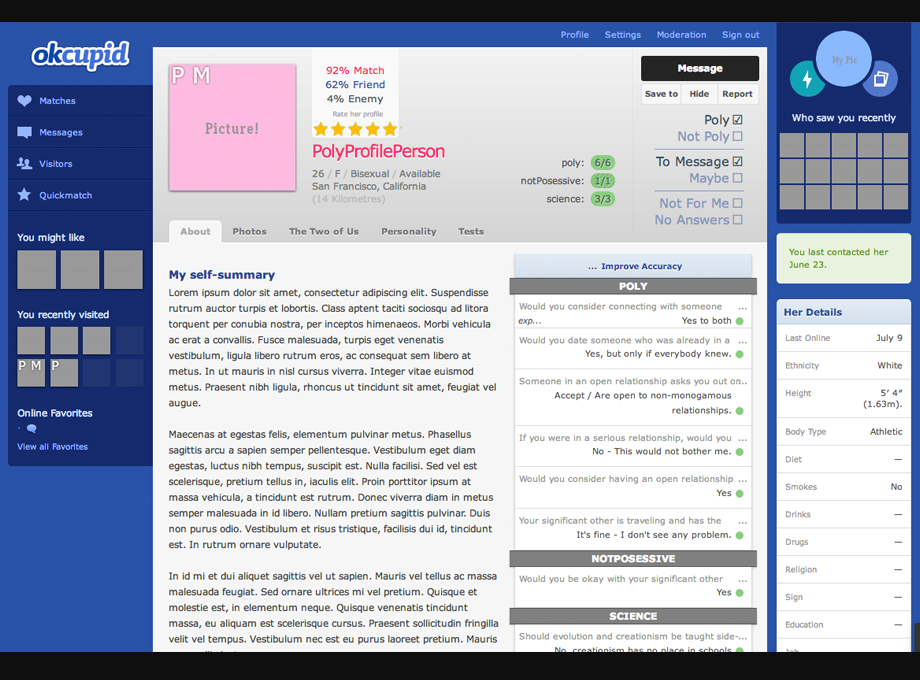 Profile Settings Moderation Sign out
okcupid
Matches
Messages
Visitors
Quickmatch
You might like
You recently visited
P M P
Online Favorites
View all Favorites
P M
Picture!
92% Match
62% Friend
4% Enemy
Rate her profile
PolyProfilePerson
26 / F / Bisexual / Available
San Francisco, California
(14 Kilometres)
poly: 6/6
notPosessive: 1/1
science: 3/3
Message
Save to Hide Report
Poly
Not Poly
To Message
Maybe
Not For Me
No Answers
About Photos The Two of Us Personality Tests
My self-summary
Lorem ipsum dolor sit amet, consectetur adipiscing elit. Suspendisse
rutrum auctor turpis et lobortis. Class aptent taciti sociosqu ad litora
torquent per conubia nostra, per inceptos himenaeos. Morbi vehicula
ac erat a convallis. Fusce malesuada, turpis eget venenatis
vestibulum, ligula libero rutrum eros, ac consequat sem libero at
metus. In ut mauris in nisl cursus viverra. Integer vitae euismod
metus. Praesent nibh ligula, rhoncus ut tincidunt sit amet, feugiat vel
augue.
Maecenas at egestas felis, elementum pulvinar metus. Phasellus
sagittis arcu a sapien semper pellentesque. Vestibulum eget diam
egestas, luctus nibh tempus, suscipit est. Nulla facilisi. Sed vel est
scelerisque, pretium tellus in, iaculis elit. Proin porttitor ipsum at
massa vehicula, a tincidunt est rutrum. Donec viverra diam in metus
semper malesuada in id libero. Nullam pretium sagittis pulvinar. Duis
non purus odio. Vestibulum et risus tristique, facilisis dui id, tincidunt
est. In rutrum ornare vulputate.
In id mi et dui aliquet sagittis vel ut sapien. Mauris vel tellus ac massa
malesuada feugiat. Sed ornare ultrices mi vel pretium. Quisque et
molestie est, in elementum neque. Quisque venenatis tincidunt
massa, eu aliquam est scelerisque cursus. Praesent sollicitudin fringilla
velit vel tempus. Vestibulum nec est eu purus laoreet pretium. Mauris
... Improve Accuracy
POLY
Would you consider connecting with someone ...
exp... Yes to both
Would you date someone who was already in a ...
Yes, but only if everybody knew.
Someone in an open relationship asks you out on..
Accept / Are open to non-monogamous
relationships.
If you were in a serious relationship, would you ...
No - This would not bother me.
Would you consider having an open relationship ...
Yes
Your significant other is traveling and has the ...
It's fine - I don't see any problem.
NOTPOSESSIVE
Would you be okay with your significant other ...
Yes
SCIENCE
Should evolution and creationism be taught side-...
No, creationism has no place in schools
My Pic
Who saw you recently
You last contacted her
June 23.
Her Details
Last Online July 9
Ethnicity White
Height 5′ 4″
(1.63m).
Body Type Athletic
Diet —
Smokes No
Drinks —
Drugs —
Religion —
Sign —
Education —
Job